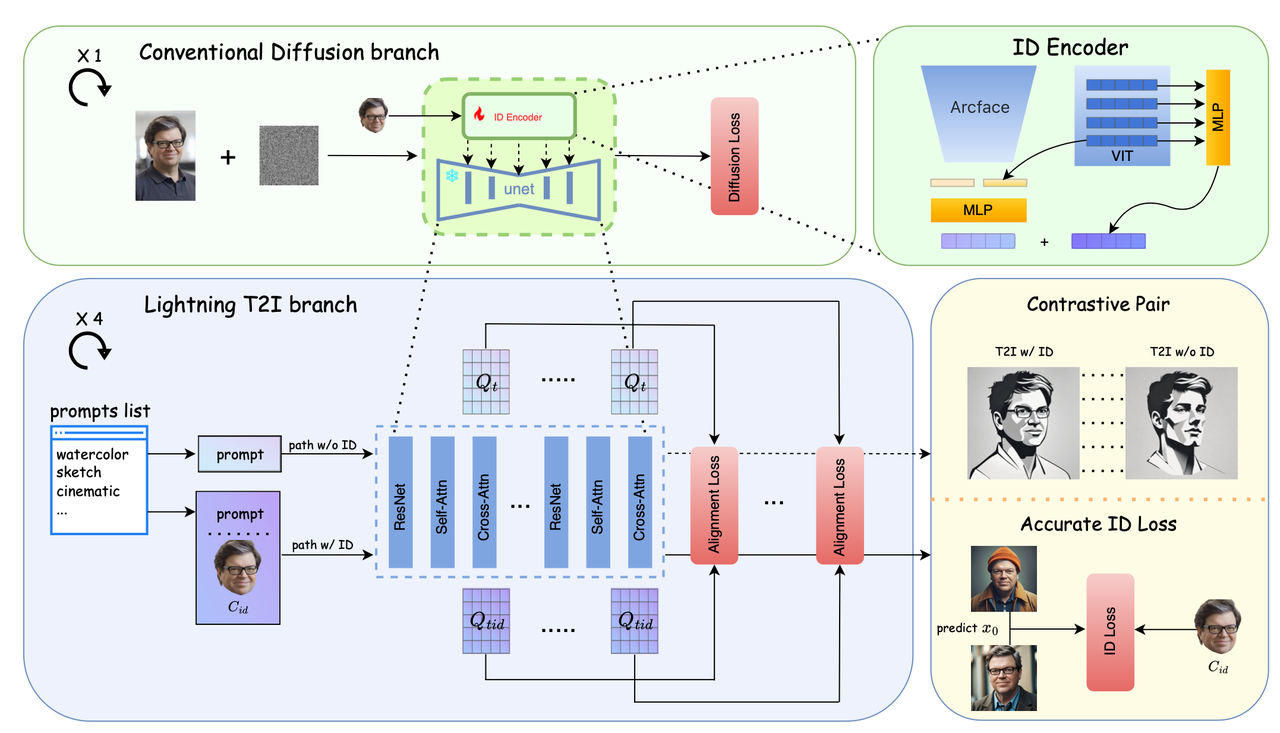 X 1
Conventional Diffusion branch
+
ID Encoder
unet
Diffusion Loss
ID Encoder
Arcface
VIT
MLP
MLP
+
X 4
Lightning T2I branch
prompts list
watercolor
sketch
cinematic
...
prompt
path w/o ID
prompt
.......
C_{id}
path w/ ID
Q_t
.....
Q_t
ResNet
Self-Attn
Cross-Attn
...
ResNet
Self-Attn
Cross-Attn
Q_{tid}
.....
Q_{tid}
Alignment Loss
...
Alignment Loss
Contrastive Pair
T2I w/ ID
T2I w/o ID
Accurate ID Loss
predict x_0
ID Loss
C_{id}